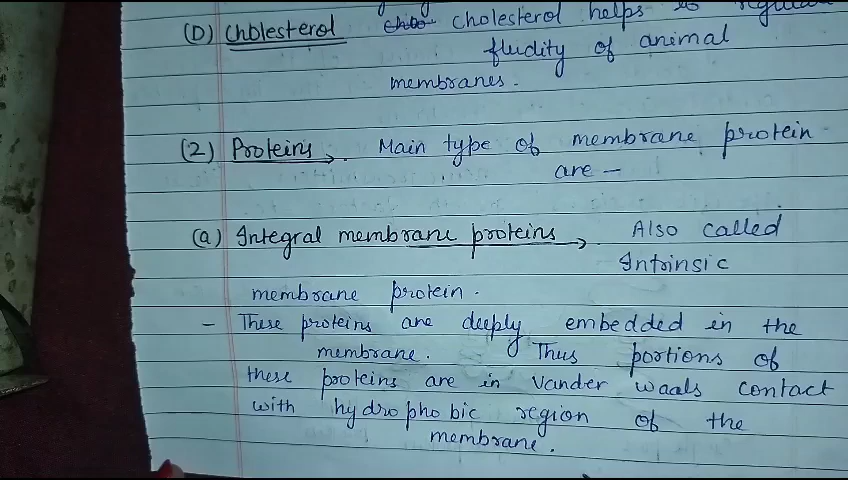 (D) Cholesterol cholesterol helps to
fludity of animal
membranes.
(2) Proteins → Main type of membrane protein
are -
(a) Integral membrane proteins → Also called
Intrinsic
membrane protein.
- These proteins are deeply embedded in the
membrane. Thus portions of
these proteins are in Vander waals contact
with hydrophobic region of the
membrane.